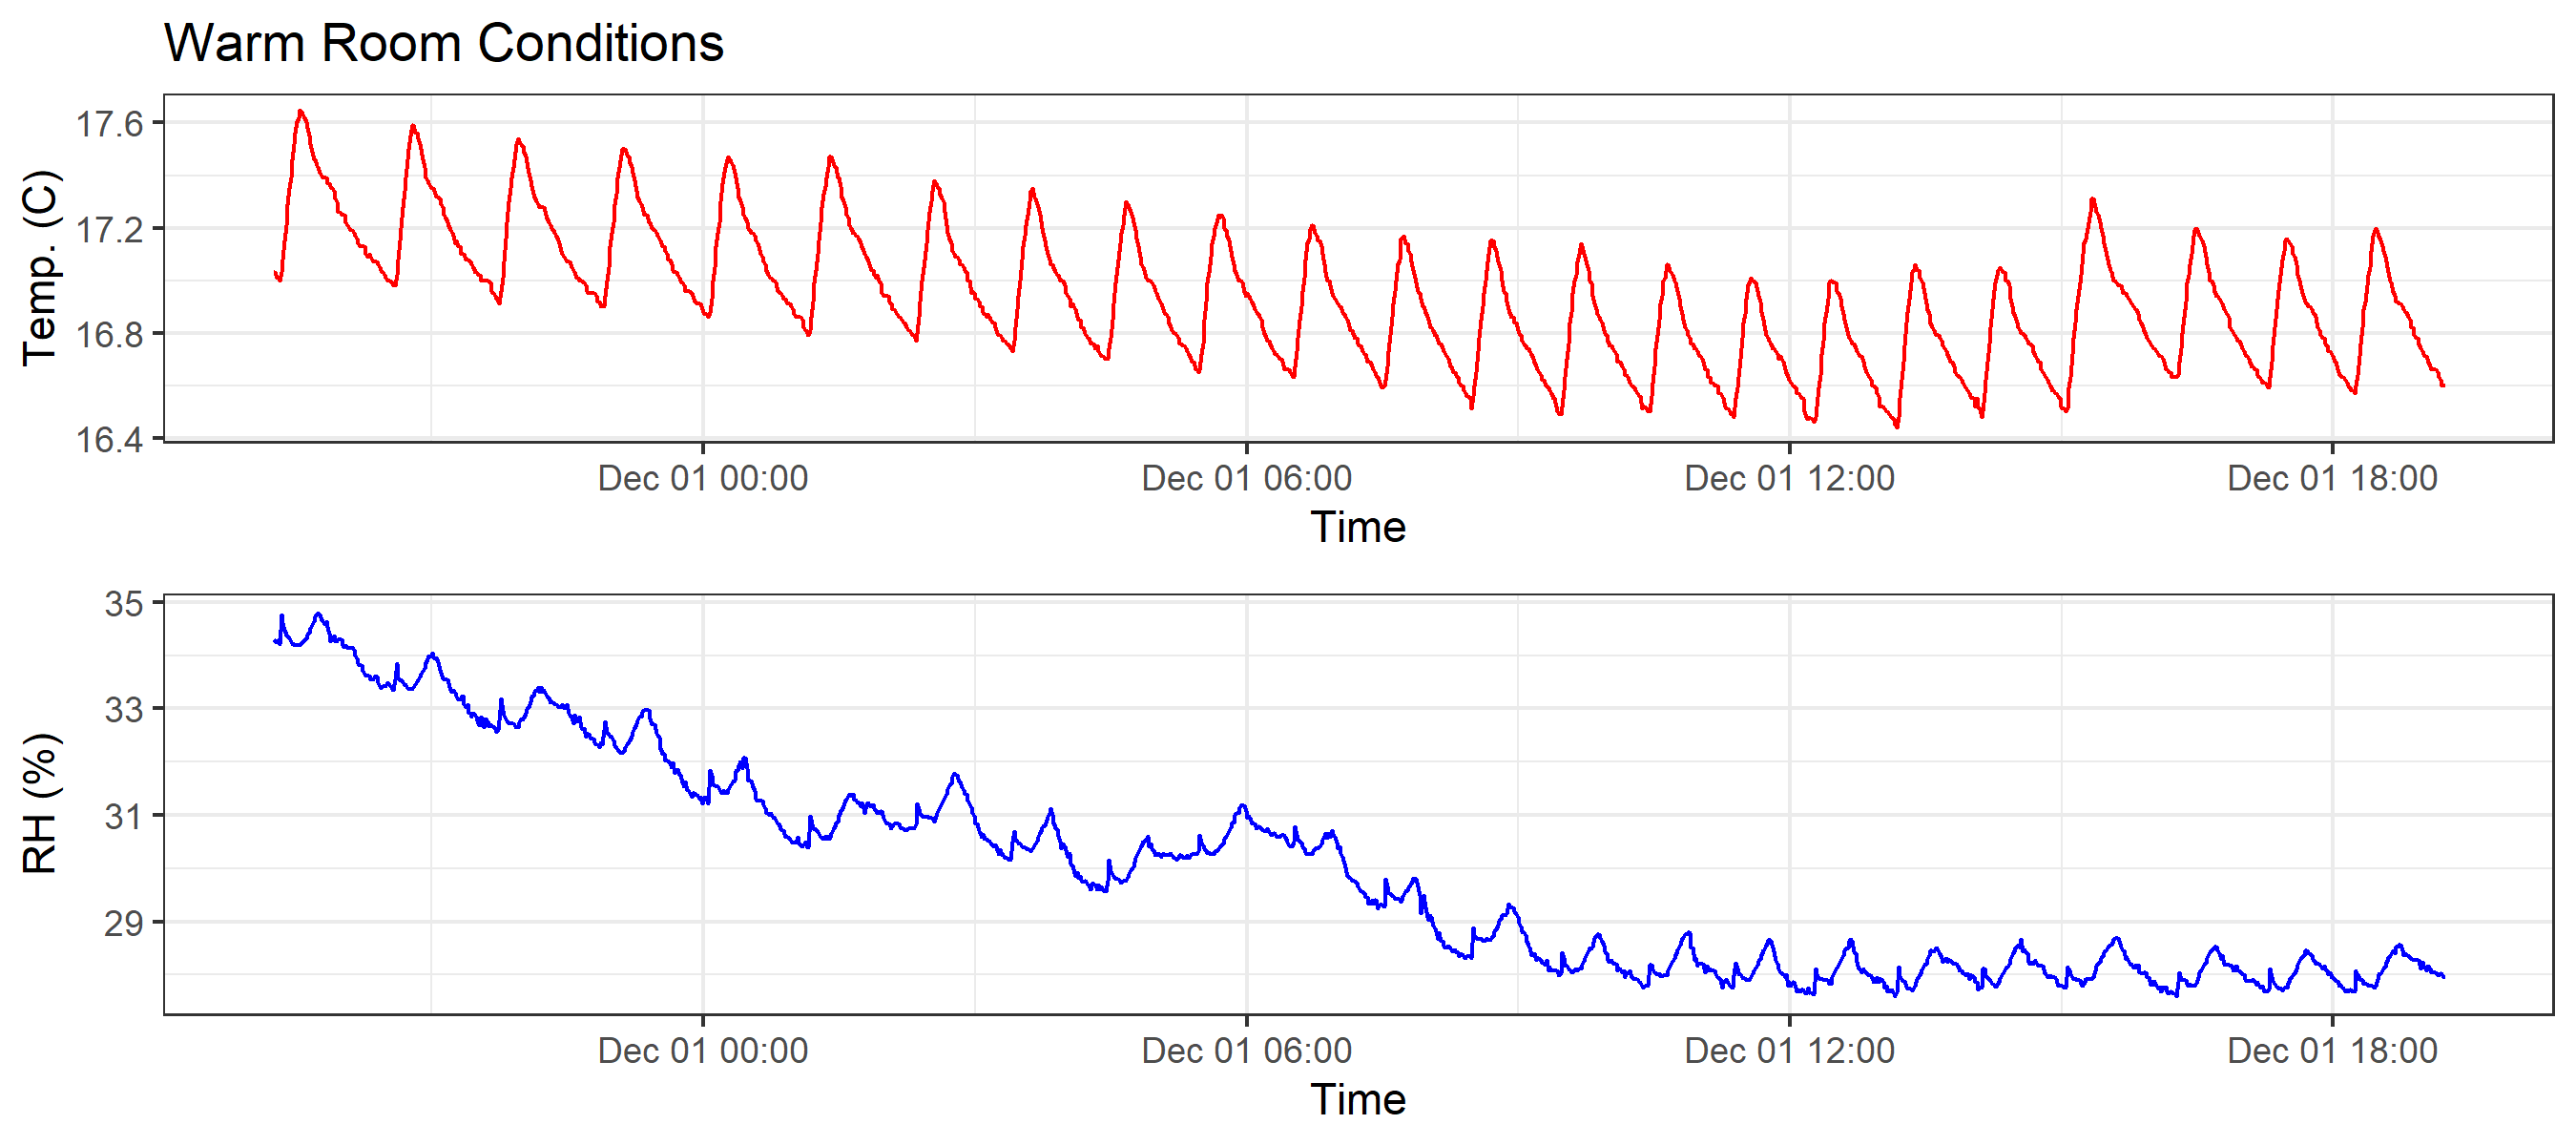 Warm Room Conditions
Temp. (C)
17.6
17.2
16.8
16.4
Dec 01 00:00 Dec 01 06:00 Dec 01 12:00 Dec 01 18:00
Time
RH (%)
35
33
31
29
Dec 01 00:00 Dec 01 06:00 Dec 01 12:00 Dec 01 18:00
Time